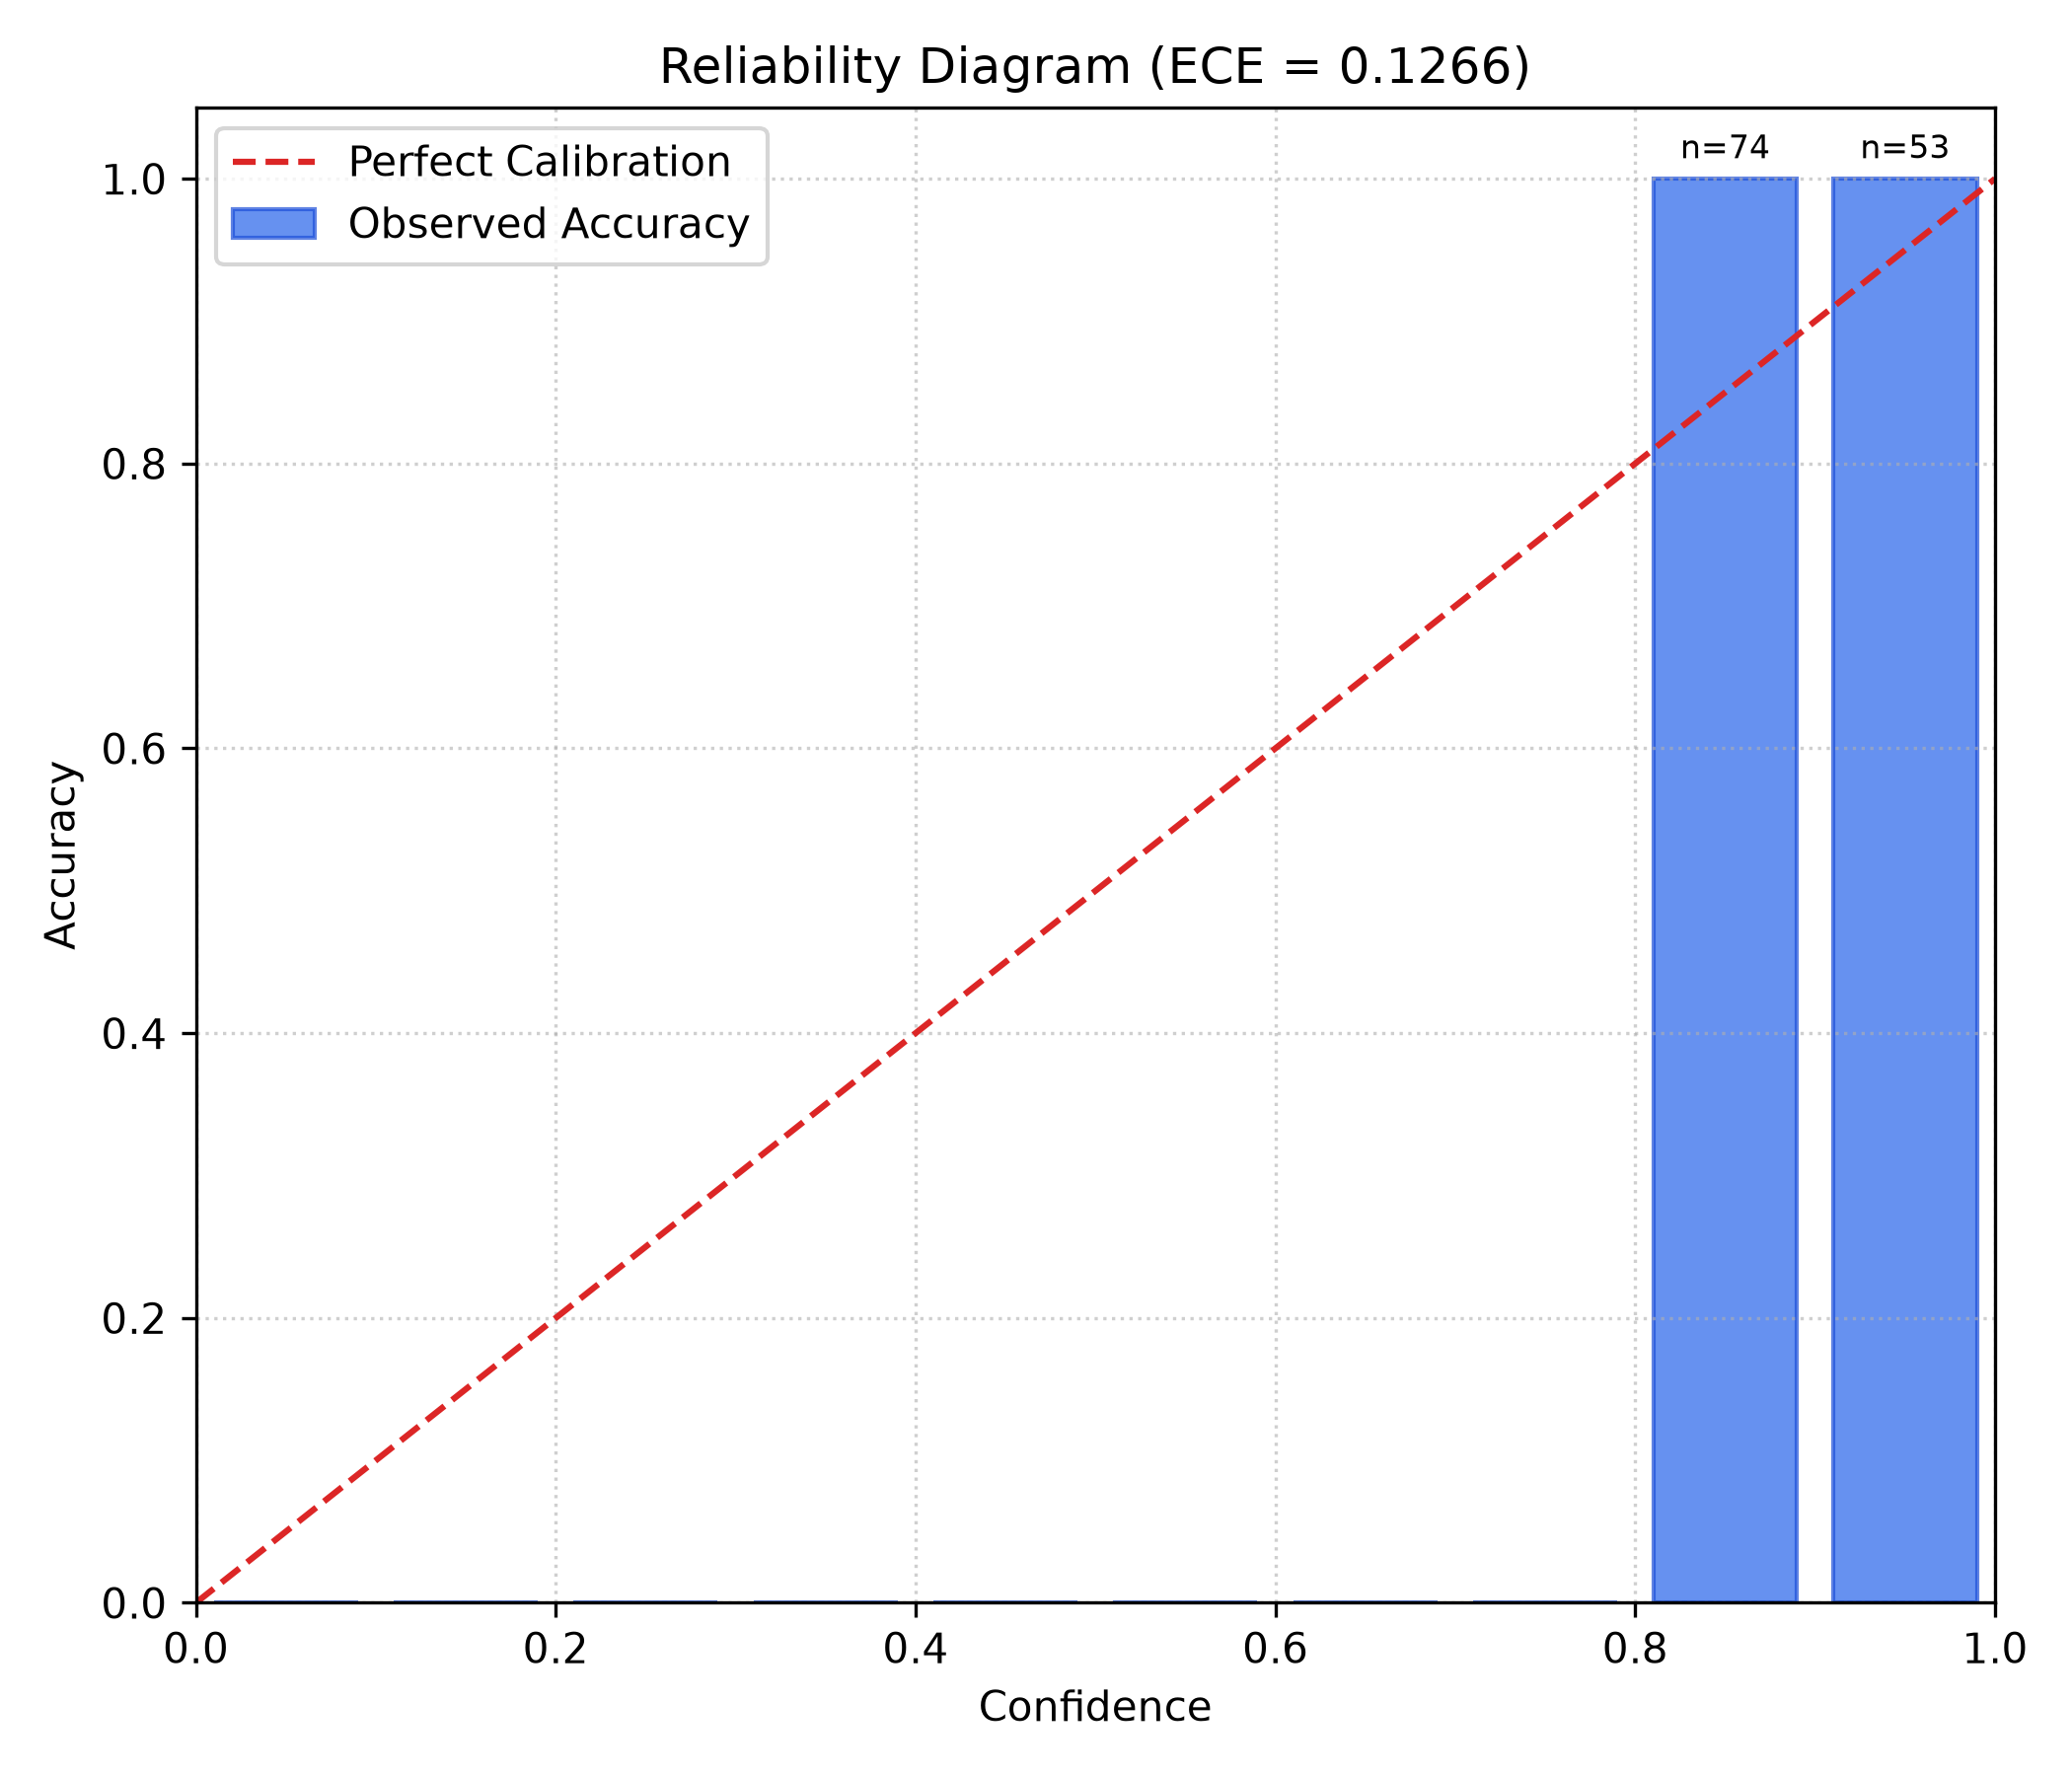 Reliability Diagram (ECE = 0.1266)
Perfect Calibration
Observed Accuracy
n=74 n=53
1.0
0.8
0.6
0.4
0.2
0.0
Accuracy
0.0 0.2 0.4 0.6 0.8 1.0
Confidence